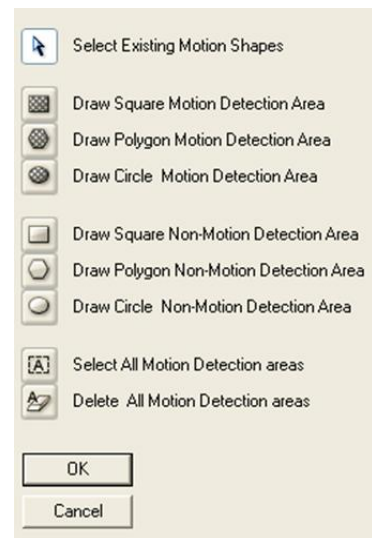 Select Existing Motion Shapes
Draw Square Motion Detection Area
Draw Polygon Motion Detection Area
Draw Circle Motion Detection Area
Draw Square Non-Motion Detection Area
Draw Polygon Non-Motion Detection Area
Draw Circle Non-Motion Detection Area
[A] Select All Motion Detection areas
A Delete All Motion Detection areas
OK
Cancel